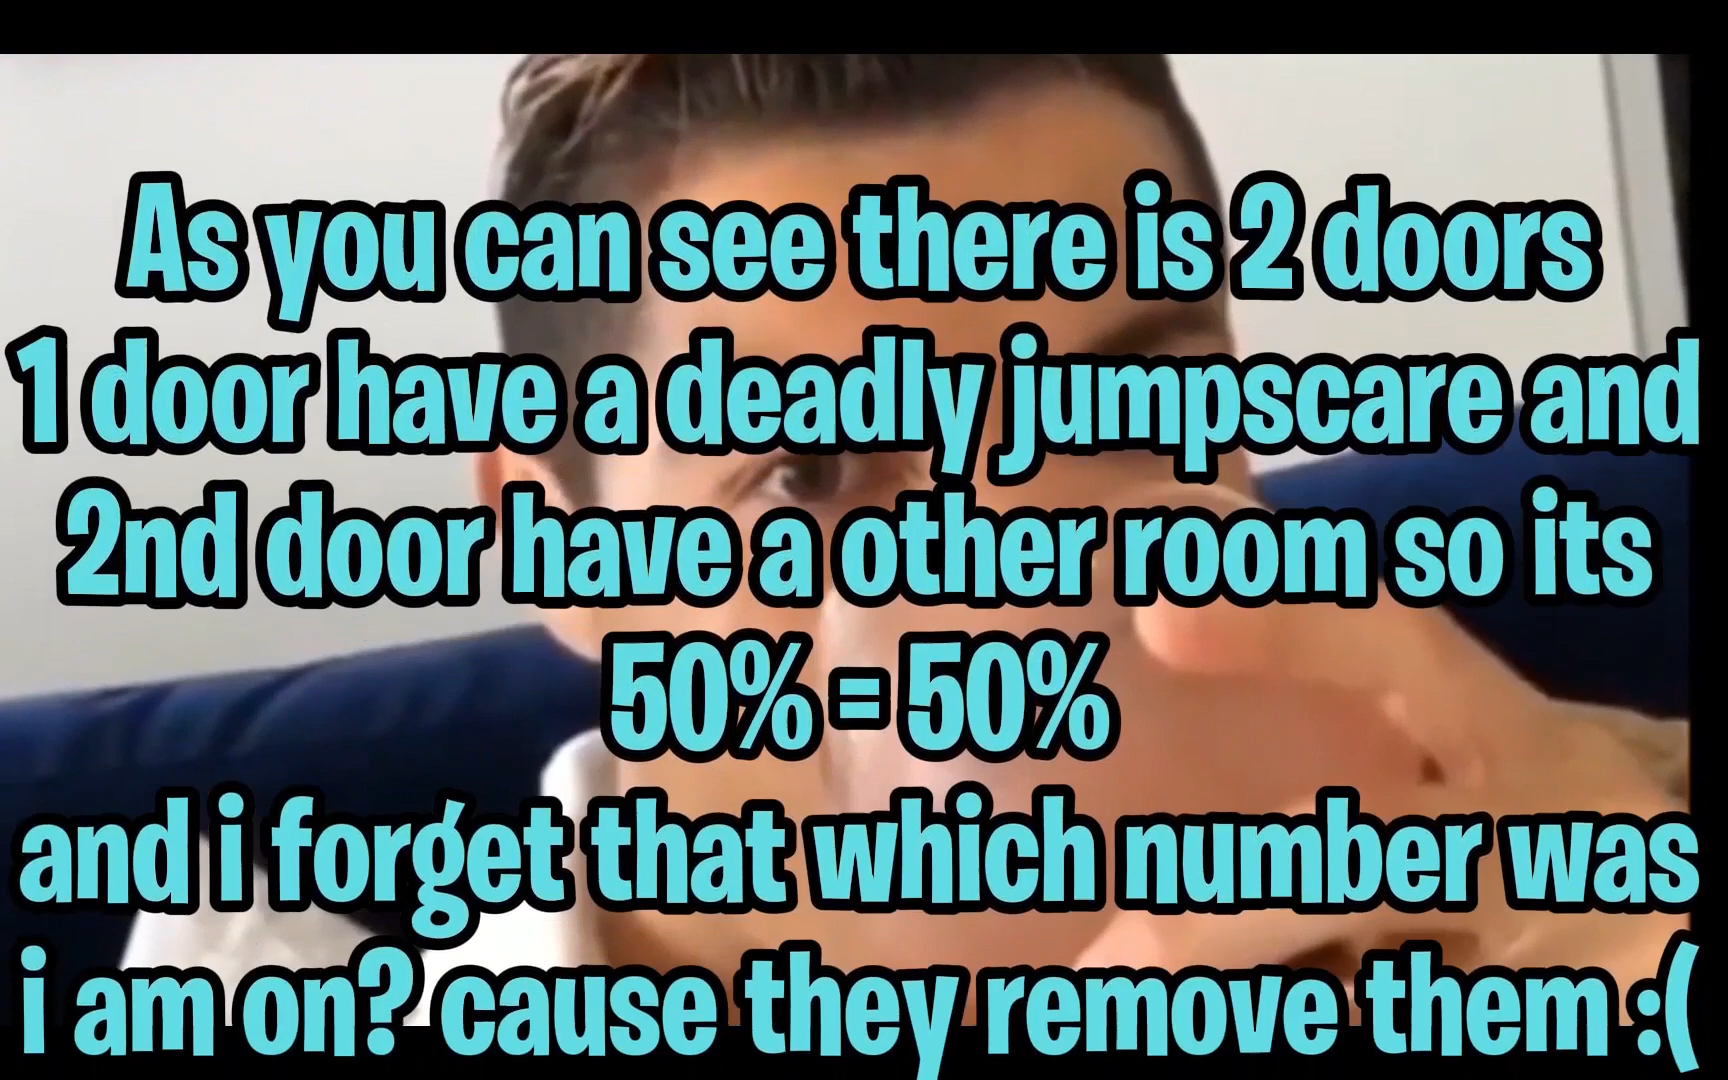 As you can see there is 2 doors
1 door have a deadly jumpscare and
2nd door have a other room so its
50% = 50%
and i forget that which number was
i am on? cause they remove them :(